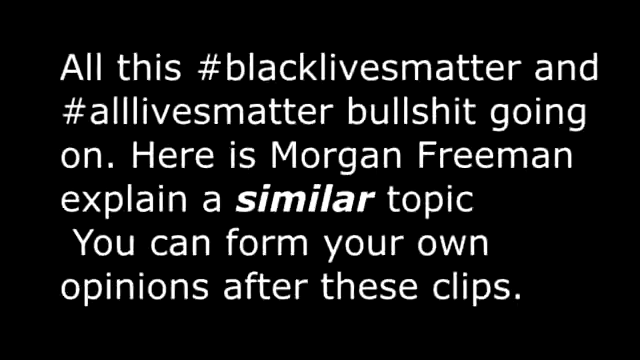 All this #blacklivesmatter and
#alllivesmatter bullshit going
on. Here is Morgan Freeman
explain a similar topic
You can form your own
opinions after these clips.